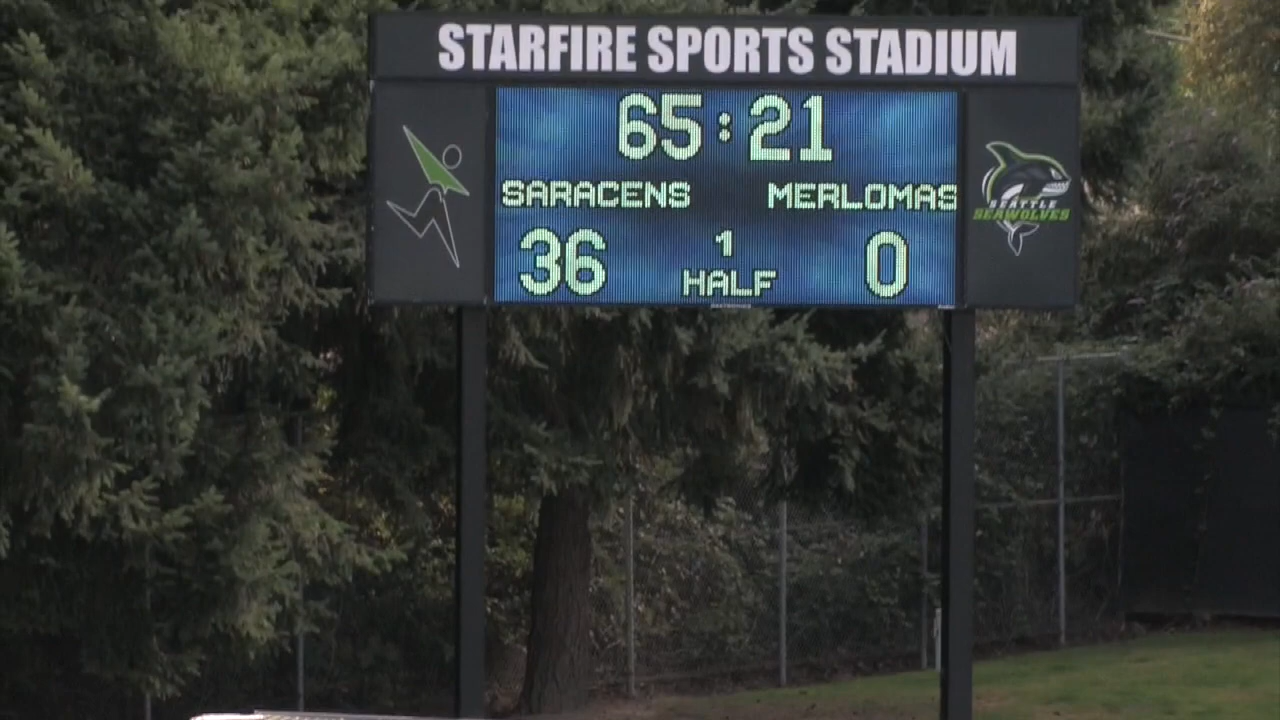 STARFIRE SPORTS STADIUM
65:21
SARACENS MERLOMAS
36 1 0
HALF
SEATTLE
SEAWOLVES